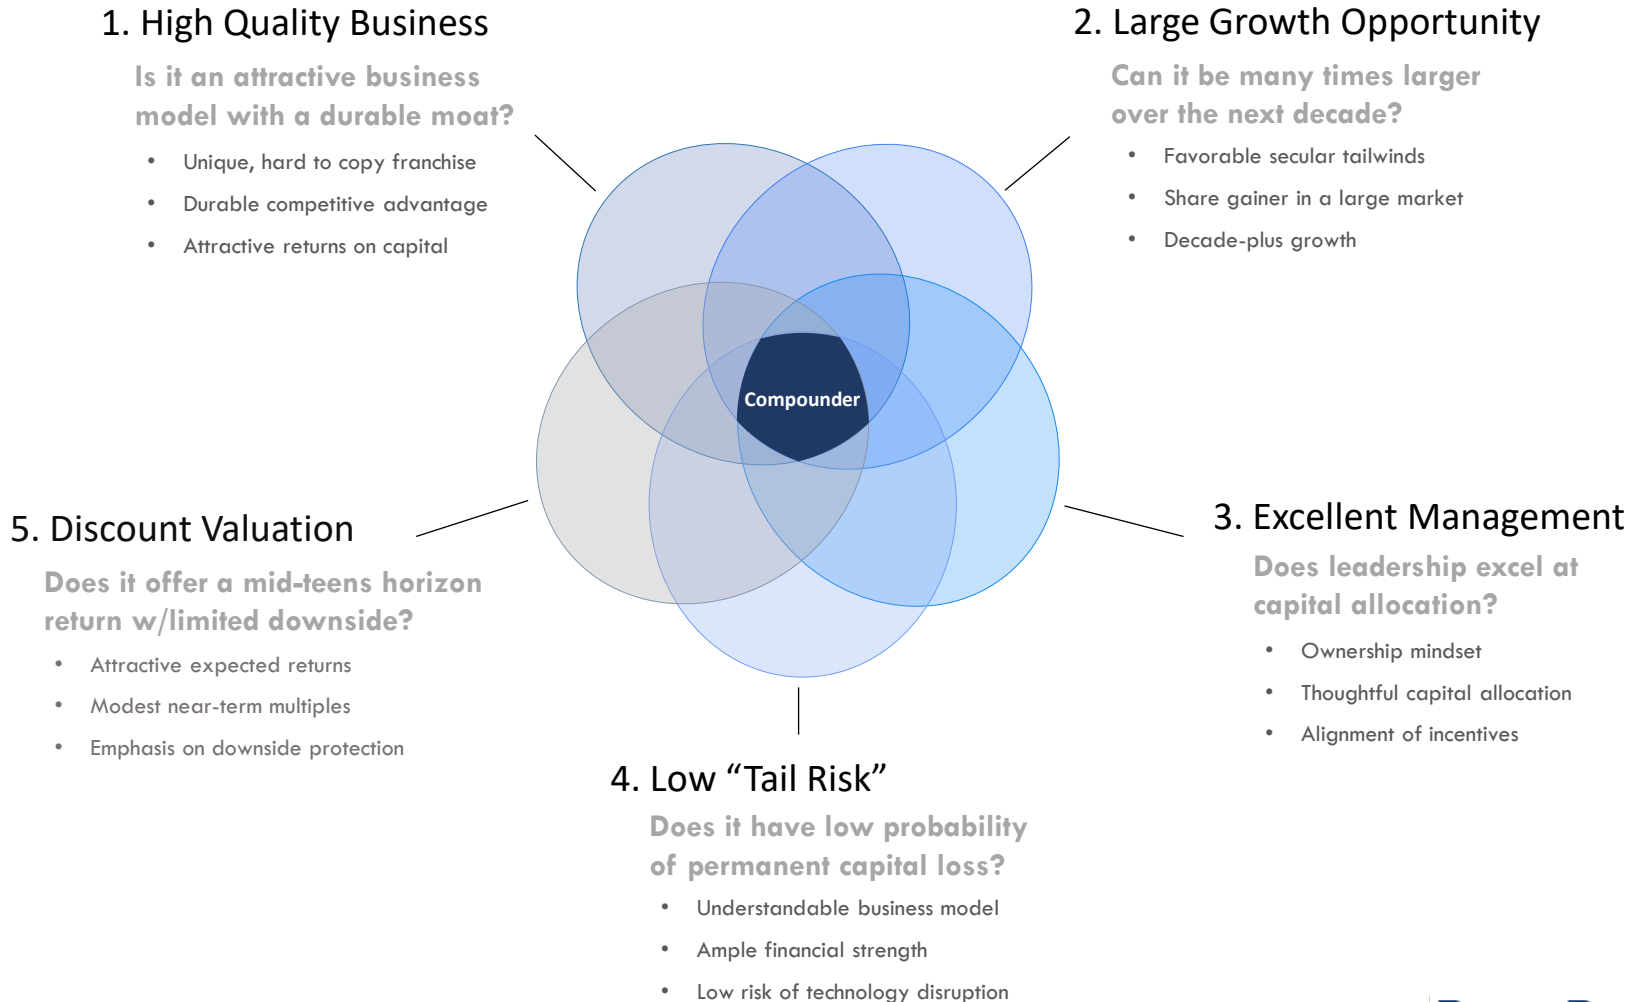 1. High Quality Business
Is it an attractive business
model with a durable moat?
• Unique, hard to copy franchise
• Durable competitive advantage
• Attractive returns on capital
2. Large Growth Opportunity
Can it be many times larger
over the next decade?
• Favorable secular tailwinds
• Share gainer in a large market
• Decade-plus growth
Compounder
3. Excellent Management
Does leadership excel at
capital allocation?
• Ownership mindset
• Thoughtful capital allocation
• Alignment of incentives
4. Low “Tail Risk”
Does it have low probability
of permanent capital loss?
• Understandable business model
• Ample financial strength
• Low risk of technology disruption
5. Discount Valuation
Does it offer a mid-teens horizon
return w/limited downside?
• Attractive expected returns
• Modest near-term multiples
• Emphasis on downside protection